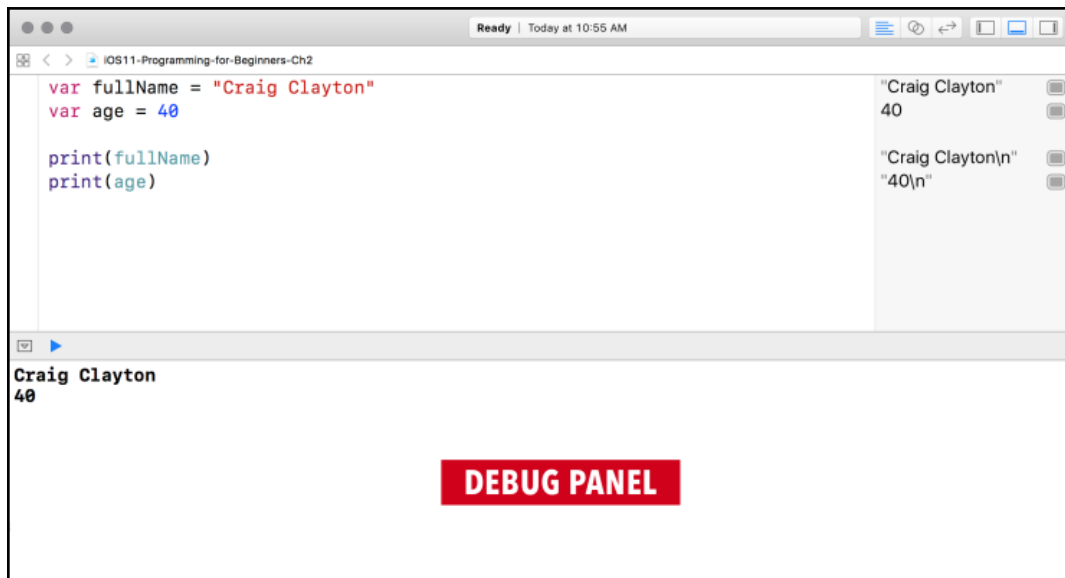 Ready | Today at 10:55 AM
iOS11-Programming-for-Beginners-Ch2
var fullName = "Craig Clayton"
"Craig Clayton"
var age = 40
40
print(fullName)
"Craig Clayton\n"
print(age)
"40\n"
Craig Clayton
40
DEBUG PANEL